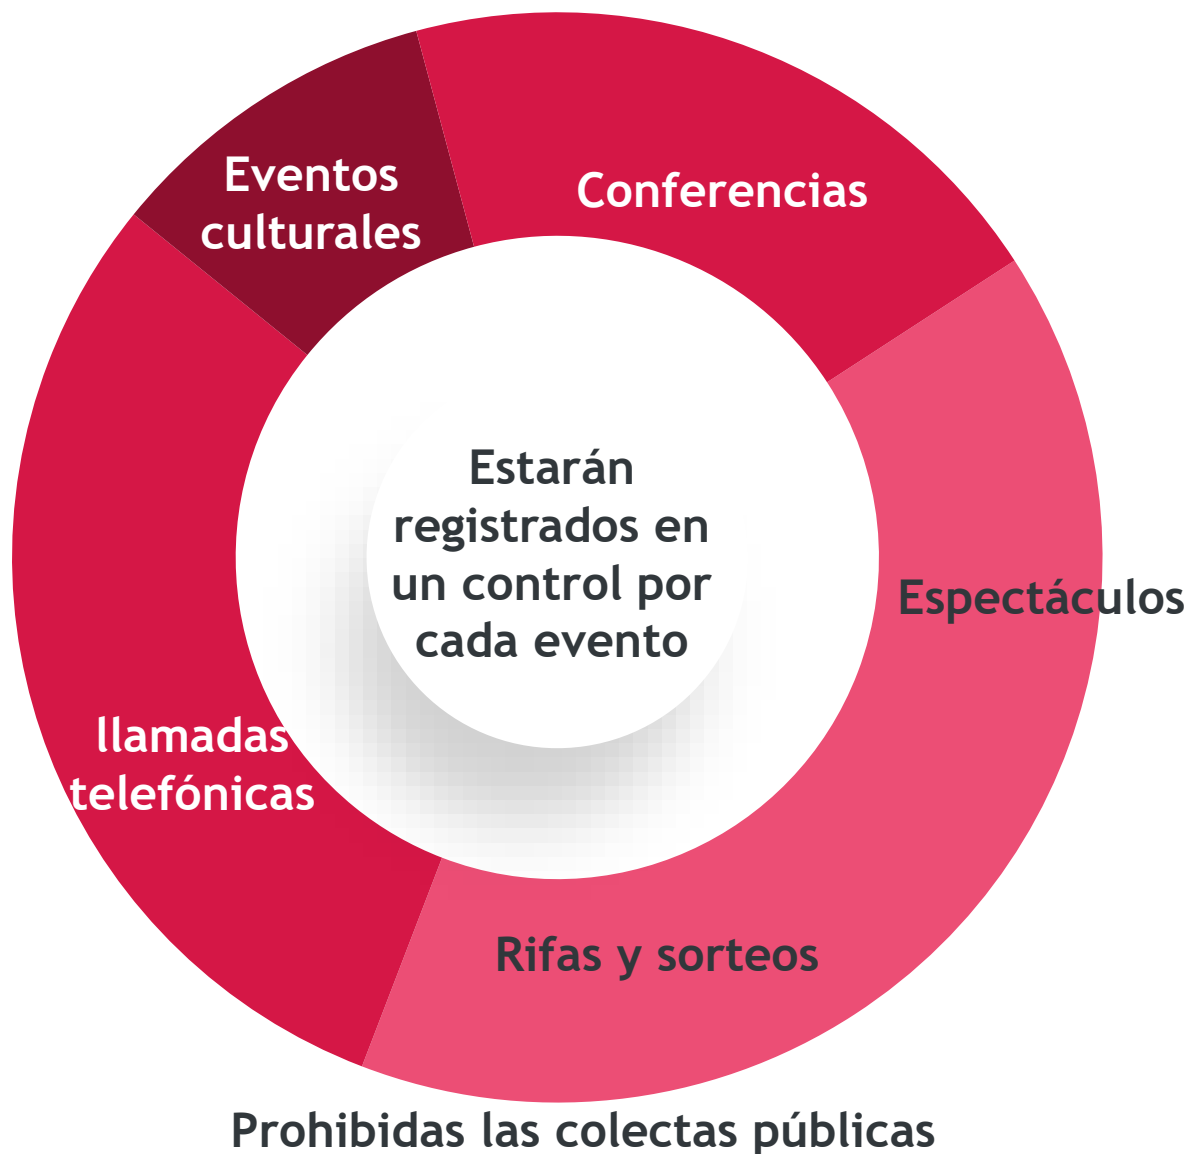 Eventos
culturales
Conferencias
Estarán
registrados en
un control por
cada evento
Espectáculos
llamadas
telefónicas
Rifas y sorteos
Prohibidas las colectas públicas